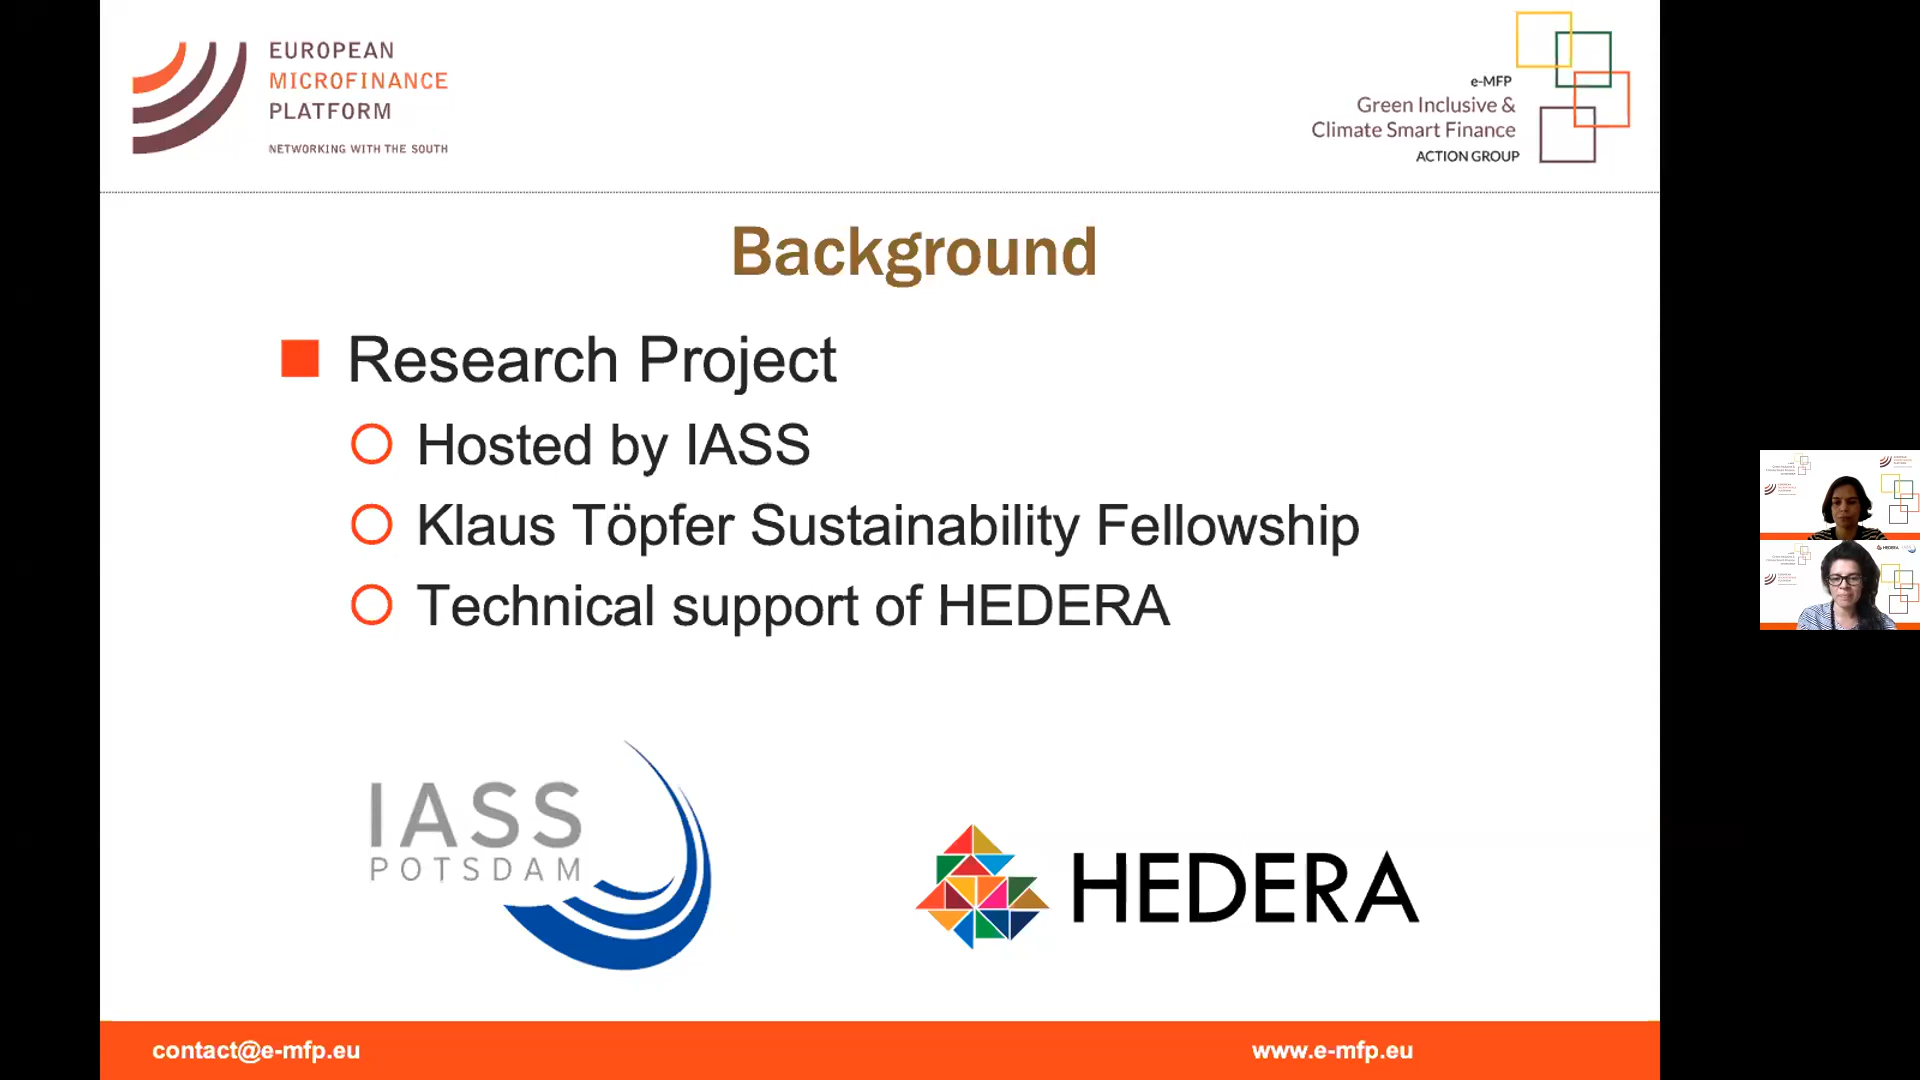 EUROPEAN
MICROFINANCE
PLATFORM
NETWORKING WITH THE SOUTH
e-MFP
Green Inclusive &
Climate Smart Finance
ACTION GROUP
Background
Research Project
Hosted by IASS
Klaus Töpfer Sustainability Fellowship
Technical support of HEDERA
IASS
POTSDAM
HEDERA
contact@e-mfp.eu
www.e-mfp.eu
HEDERA